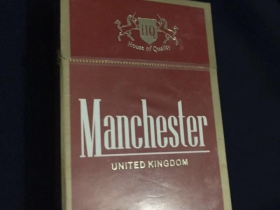 HQ
House of Quality
Manchester
UNITED KINGDOM